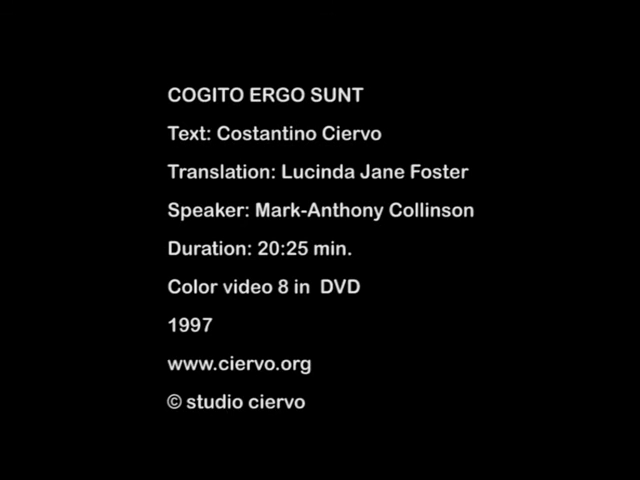 COGITO ERGO SUNT
Text: Costantino Ciervo
Translation: Lucinda Jane Foster
Speaker: Mark-Anthony Collinson
Duration: 20:25 min.
Color video 8 in  DVD
1997
www.ciervo.org
© studio ciervo